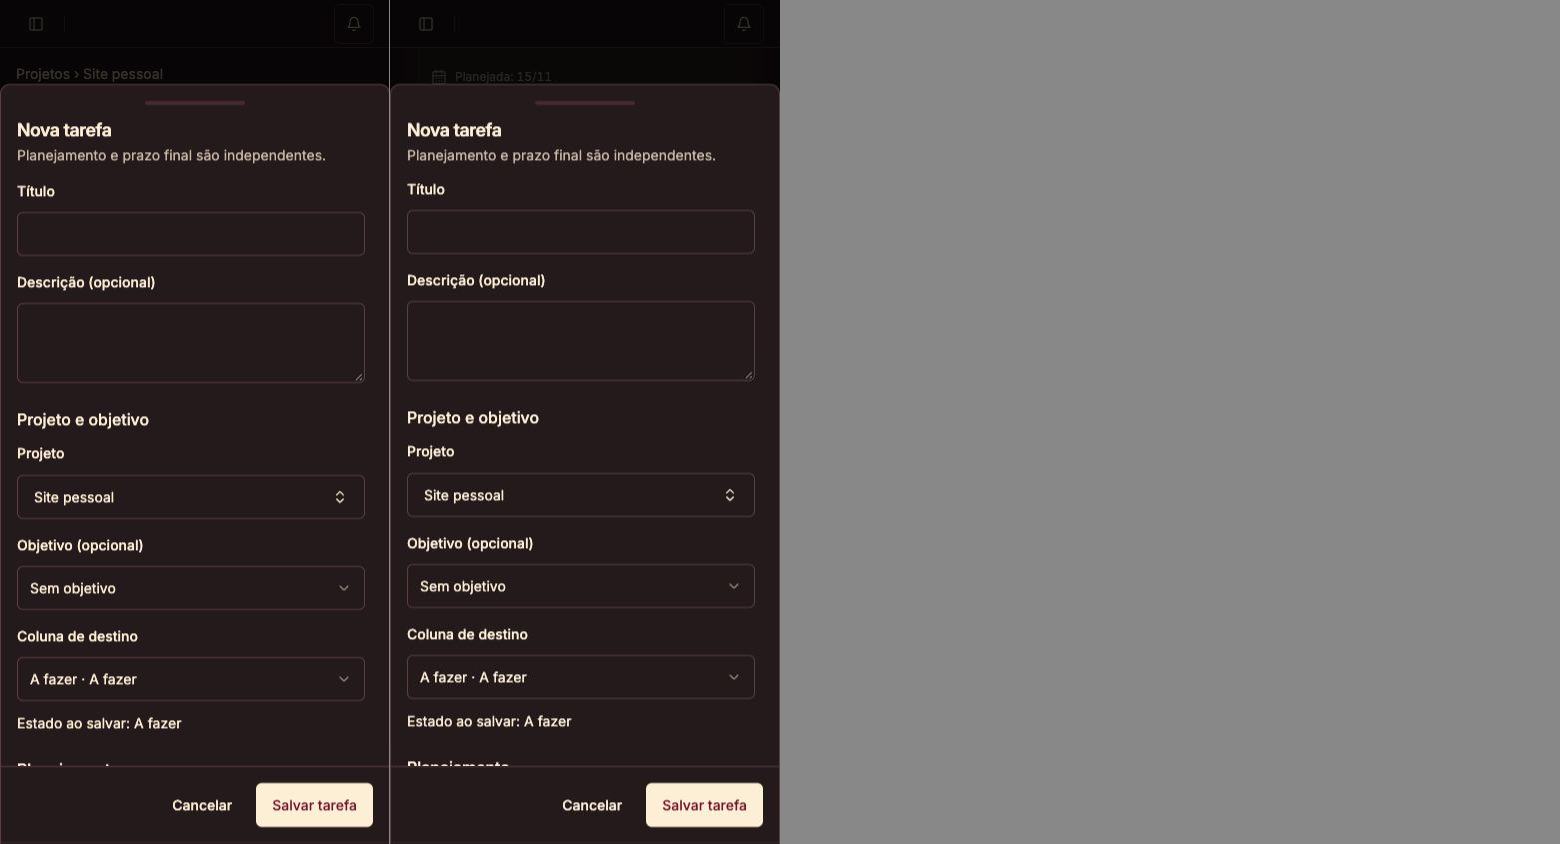 Projetos › Site pessoal
Nova tarefa
Planejamento e prazo final são independentes.
Título
Descrição (opcional)
Projeto e objetivo
Projeto
Site pessoal
Objetivo (opcional)
Sem objetivo
Coluna de destino
A fazer · A fazer
Estado ao salvar: A fazer
Cancelar
Salvar tarefa
Planejada: 15/11
Nova tarefa
Planejamento e prazo final são independentes.
Título
Descrição (opcional)
Projeto e objetivo
Projeto
Site pessoal
Objetivo (opcional)
Sem objetivo
Coluna de destino
A fazer · A fazer
Estado ao salvar: A fazer
Planejamento
Cancelar
Salvar tarefa